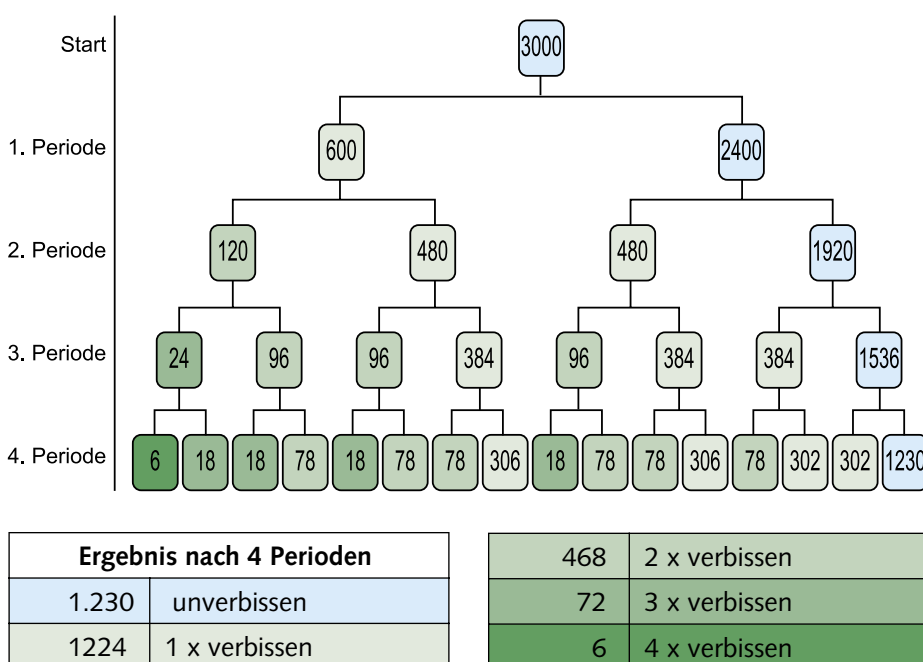 Start 3000
1. Periode 600 2400
2. Periode 120 480 480 1920
3. Periode 24 96 96 384 96 384 384 1536
4. Periode 6 18 18 78 18 78 78 306 18 78 78 306 78 302 302 1230
Ergebnis nach 4 Perioden
1.230 unverbissen
1224 1 x verbissen
468 2 x verbissen
72 3 x verbissen
6 4 x verbissen